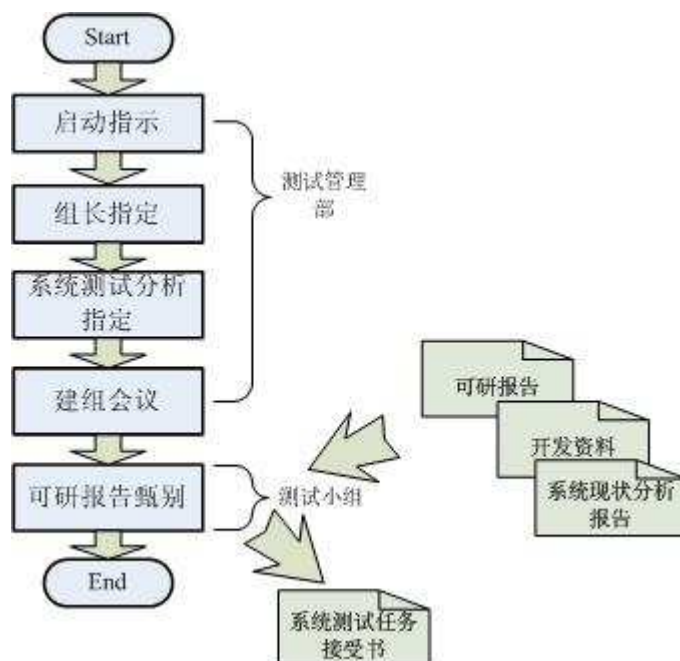 Start
启动指示
组长指定
测试管理
部
系统测试分析
指定
建组会议
可研报告
开发资料
系统现状分析
报告
可研报告甄别
测试小组
End
系统测试任务
接受书